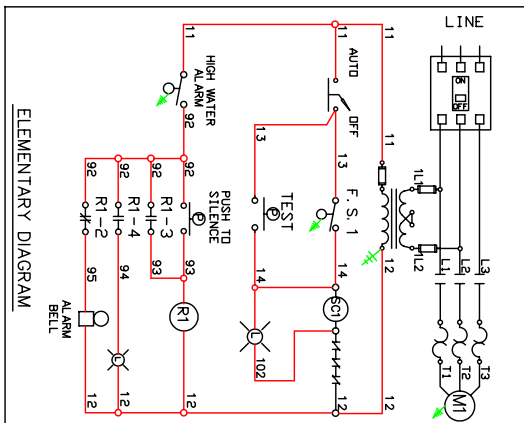 LINE
ON
OFF
1L1
1L2
L1
L2
L3
T1
T2
T3
M1
11
11
11
11
12
AUTO
OFF
13
13
F.S.1
TEST
14
14
SC1
L
102
12
HIGH WATER
ALARM
92
92
92
92
92
PUSH TO
SILENCE
P
P
R1-3
R1-4
R1-2
93
93
94
95
R1
L
ALARM
BELL
12
12
12
ELEMENTARY DIAGRAM